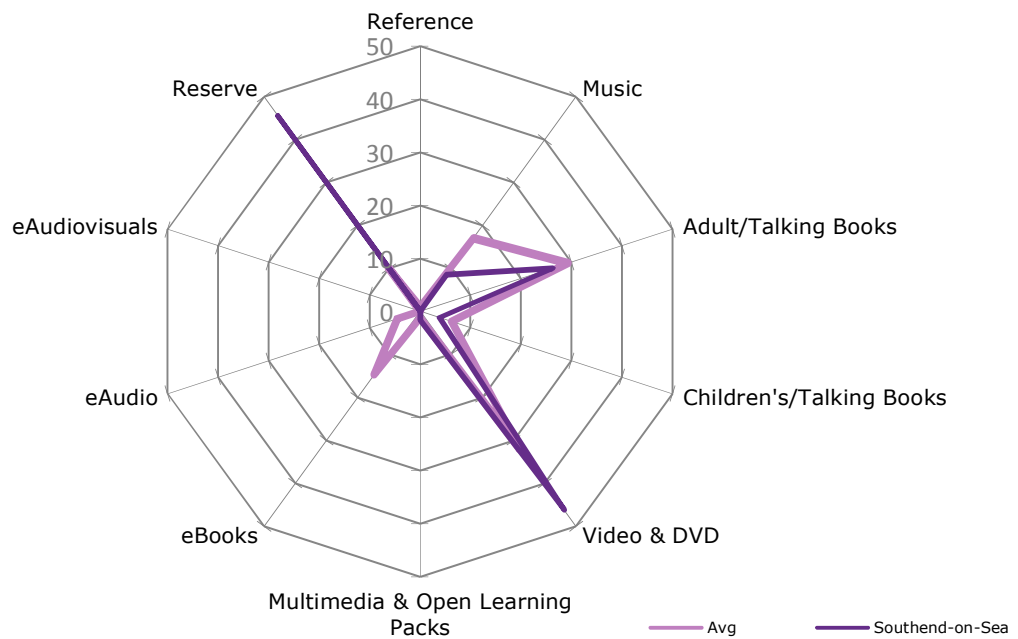 Reference
50
Reserve
Music
40
30
20
eAudiovisuals
Adult/Talking Books
10
0
eAudio
Children's/Talking Books
eBooks
Video & DVD
Multimedia & Open Learning
Packs
Avg
Southend-on-Sea